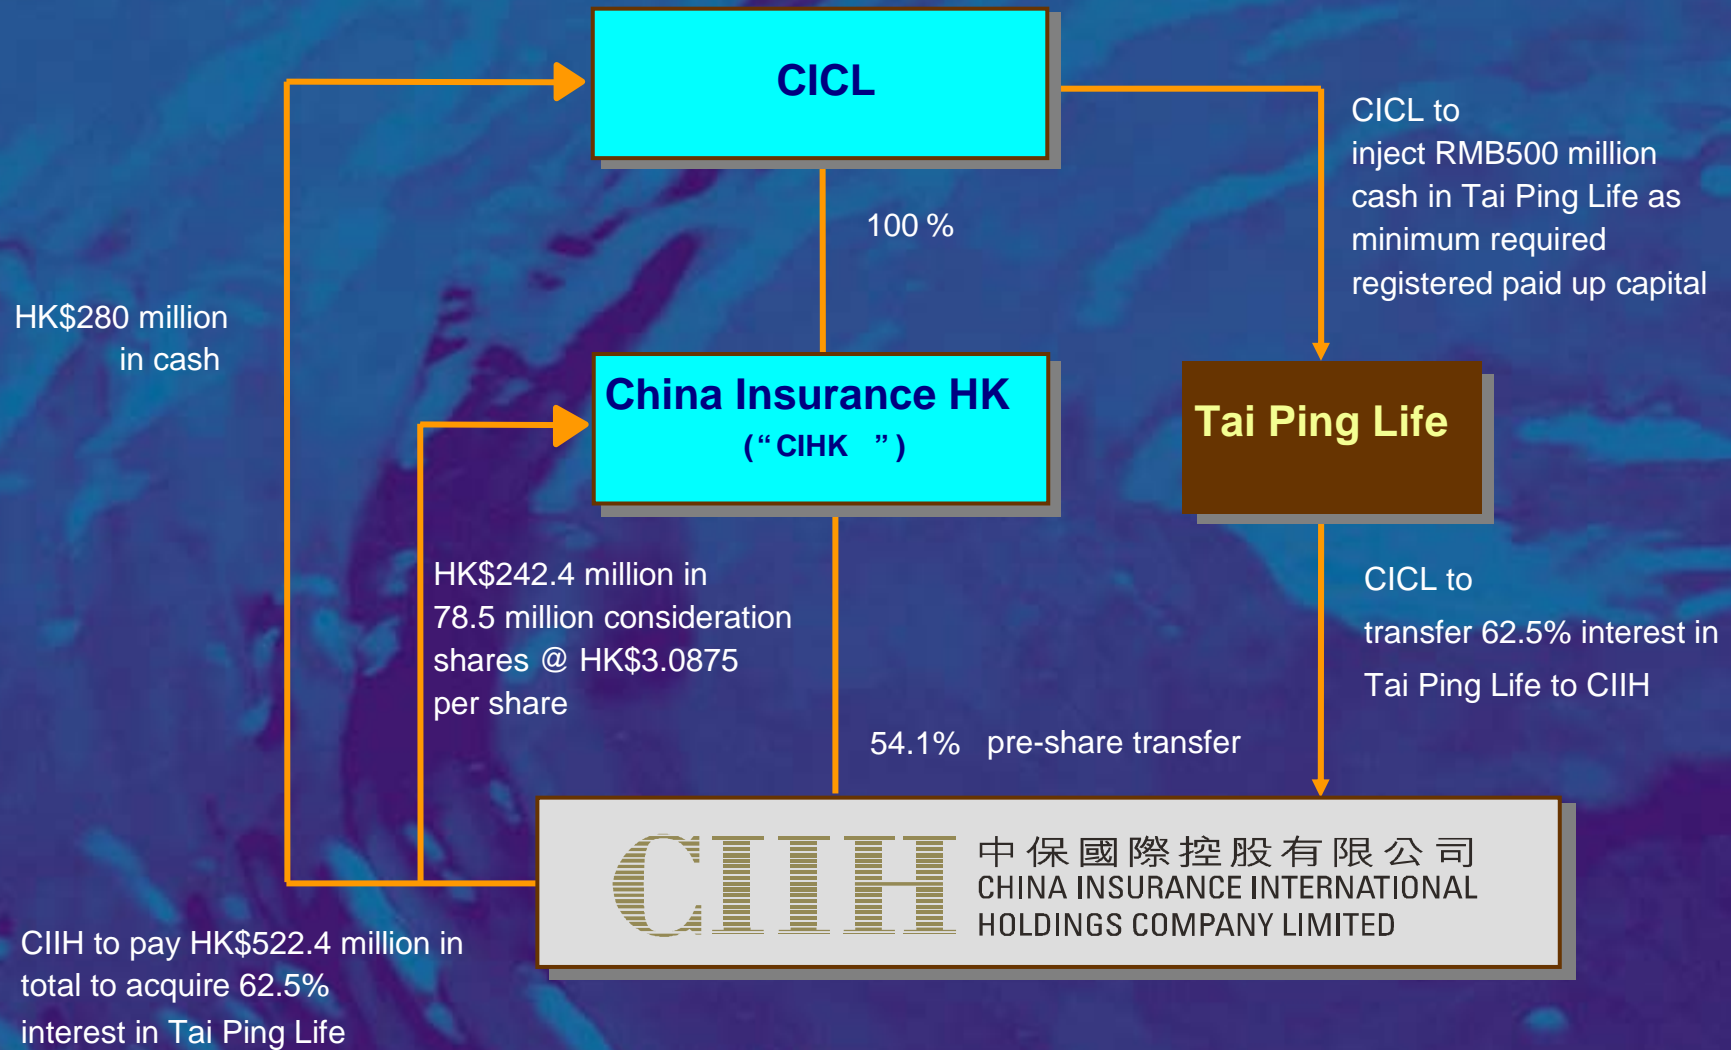 CICL
CICL to
inject RMB500 million
cash in Tai Ping Life as
minimum required
registered paid up capital
100 %
HK$280 million
in cash
China Insurance HK
(“CIHK ”)
Tai Ping Life
HK$242.4 million in
78.5 million consideration
shares @ HK$3.0875
per share
CICL to
transfer 62.5% interest in
Tai Ping Life to CIIH
54.1% pre-share transfer
CIIH
中保國際控股有限公司
CHINA INSURANCE INTERNATIONAL
HOLDINGS COMPANY LIMITED
CIIH to pay HK$522.4 million in
total to acquire 62.5%
interest in Tai Ping Life